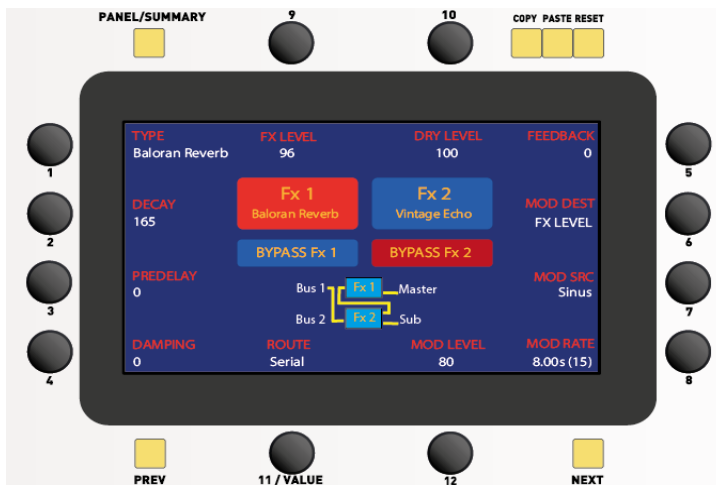 PANEL/SUMMARY
9
10
COPY PASTE RESET
TYPE
Baloran Reverb
FX LEVEL
96
DRY LEVEL
100
FEEDBACK
0
1
5
DECAY
165
Fx 1
Baloran Reverb
Fx 2
Vintage Echo
MOD DEST
FX LEVEL
2
6
BYPASS Fx 1
BYPASS Fx 2
PREDELAY
0
Bus 1
Fx 1
Master
MOD SRC
Sinus
3
7
Bus 2
Fx 2
Sub
DAMPING
0
ROUTE
Serial
MOD LEVEL
80
MOD RATE
8.00s (15)
4
8
PREV
11 / VALUE
12
NEXT